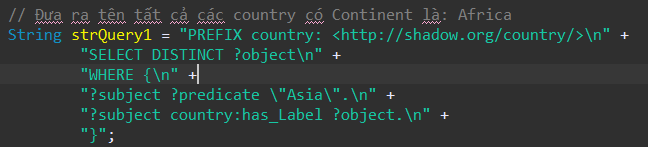 // Đưa ra tên tất cả các country có Continent là: Africa
String strQuery1 = "PREFIX country: <http://shadow.org/country/>\n" +
"SELECT DISTINCT ?object\n" +
"WHERE {\n" +
"?subject ?predicate \"Asia\".\n" +
"?subject country:has_Label ?object.\n" +
"}";